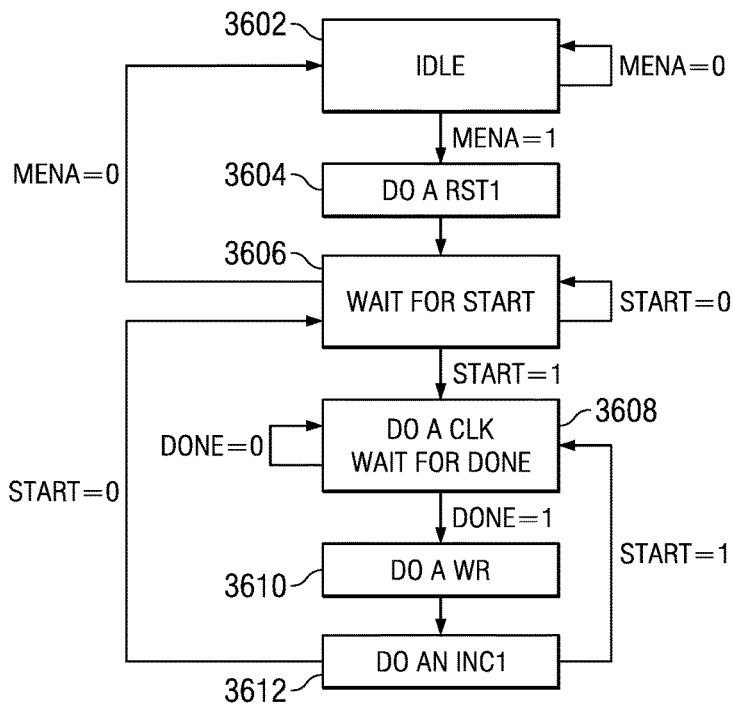 3602
IDLE
MENA=0
MENA=1
MENA=0
3604
DO A RST1
3606
WAIT FOR START
START=0
START=1
3608
DO A CLK
WAIT FOR DONE
DONE=0
START=0
DONE=1
START=1
3610
DO A WR
DO AN INC1
3612